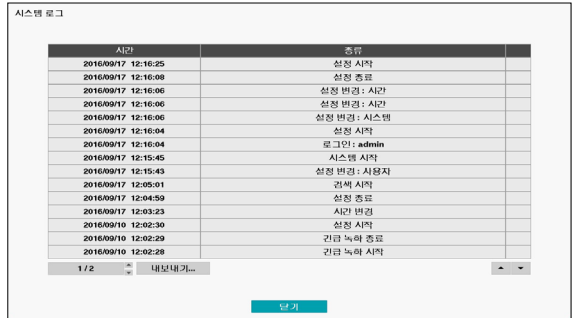 시스템 로그
시간 종류
2016/09/17 12:16:25 설정 시작
2016/09/17 12:16:08 설정 종료
2016/09/17 12:16:06 설정 변경 : 시간
2016/09/17 12:16:06 설정 변경 : 시간
2016/09/17 12:16:06 설정 변경 : 시스템
2016/09/17 12:16:04 설정 시작
2016/09/17 12:16:04 로그인 : admin
2016/09/17 12:15:45 시스템 시작
2016/09/17 12:15:43 설정 변경 : 사용자
2016/09/17 12:05:01 검색 시작
2016/09/17 12:04:59 설정 종료
2016/09/17 12:03:23 시간 변경
2016/09/10 12:02:30 설정 시작
2016/09/10 12:02:29 긴급 녹화 종료
2016/09/10 12:02:28 긴급 녹화 시작
1 / 2 내보내기...
닫기